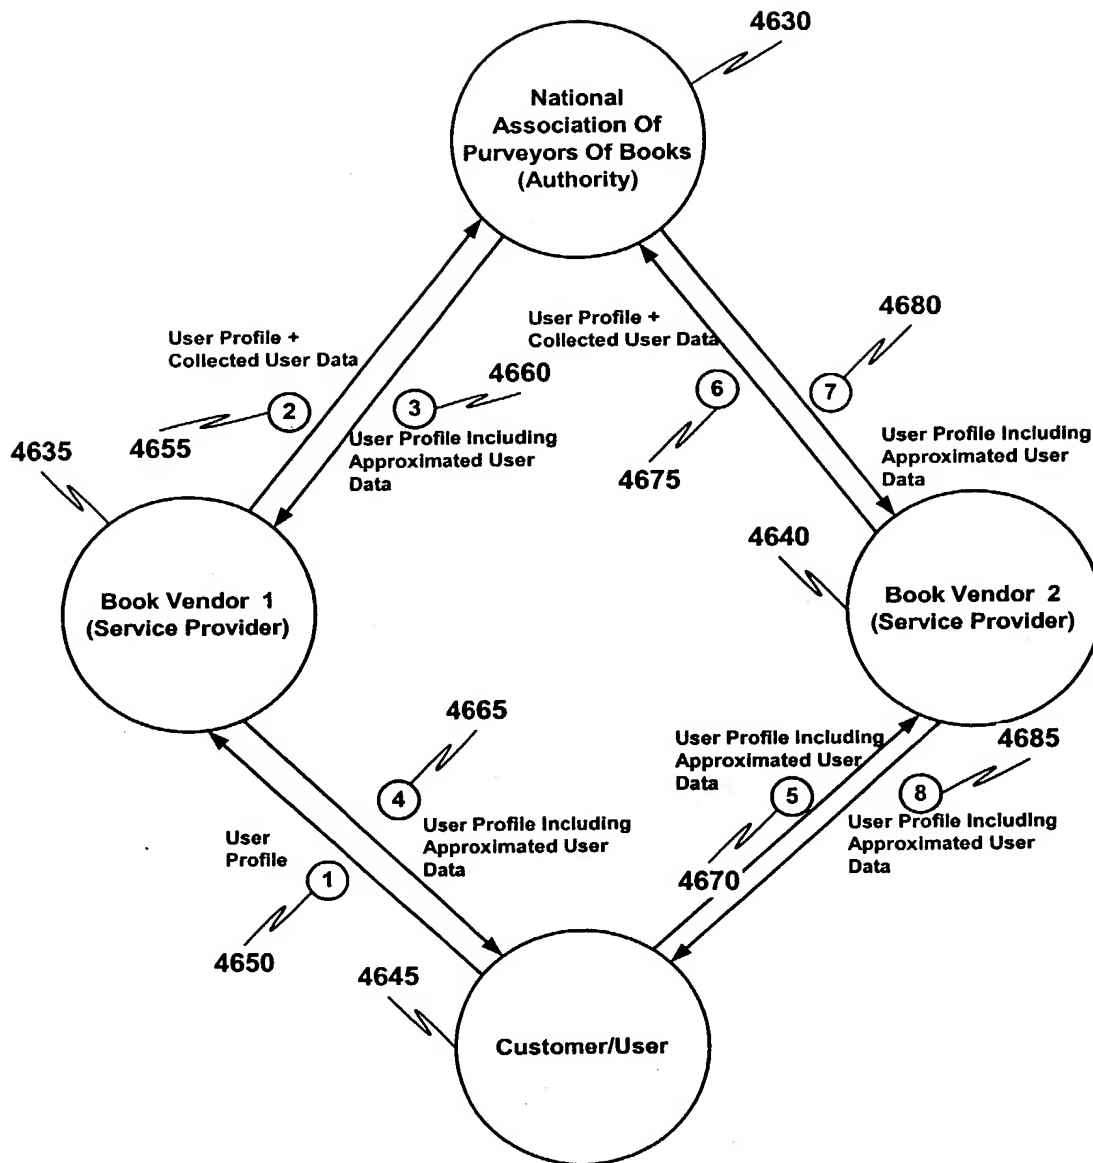 4630
National
Association Of
Purveyors Of Books
(Authority)
User Profile +
Collected User Data
2
4655
3
4660
User Profile Including
Approximated User
Data
User Profile +
Collected User Data
6
4675
7
4680
User Profile Including
Approximated User
Data
4635
Book Vendor 1
(Service Provider)
4640
Book Vendor 2
(Service Provider)
4665
4
User Profile Including
Approximated User
Data
User
Profile
1
4650
User Profile Including
Approximated User
Data
5
4670
4685
8
User Profile Including
Approximated User
Data
4645
Customer/User